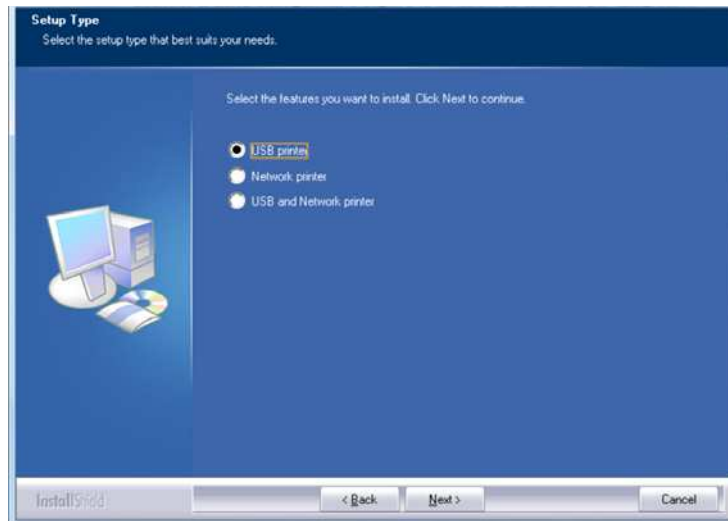 Setup Type
Select the setup type that best suits your needs.
Select the features you want to install. Click Next to continue.
USB printer
Network printer
USB and Network printer
InstallShield
< Back
Next >
Cancel